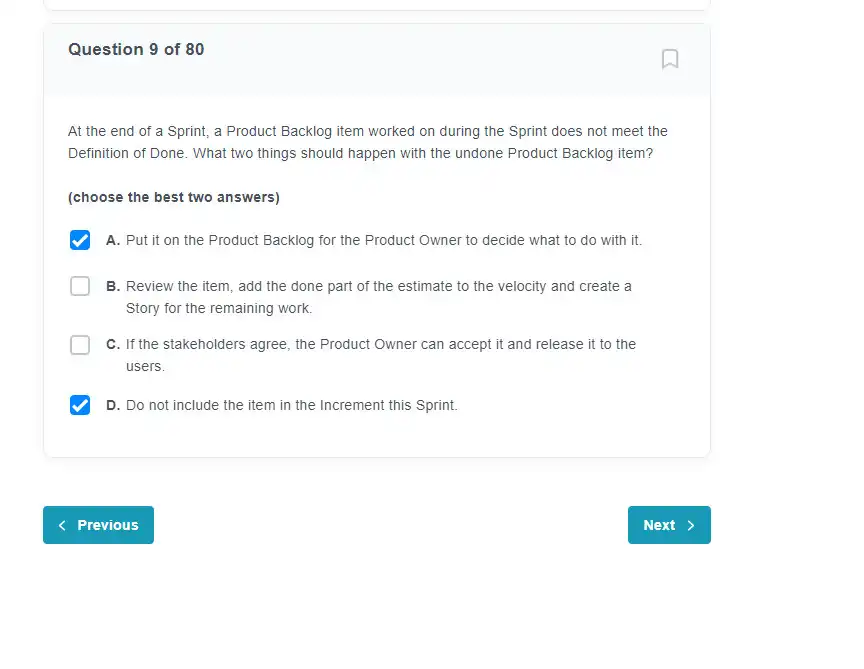 Question 9 of 80
At the end of a Sprint, a Product Backlog item worked on during the Sprint does not meet the
Definition of Done. What two things should happen with the undone Product Backlog item?
(choose the best two answers)
A. Put it on the Product Backlog for the Product Owner to decide what to do with it.
B. Review the item, add the done part of the estimate to the velocity and create a
Story for the remaining work.
C. If the stakeholders agree, the Product Owner can accept it and release it to the
users.
D. Do not include the item in the Increment this Sprint.
Previous
Next